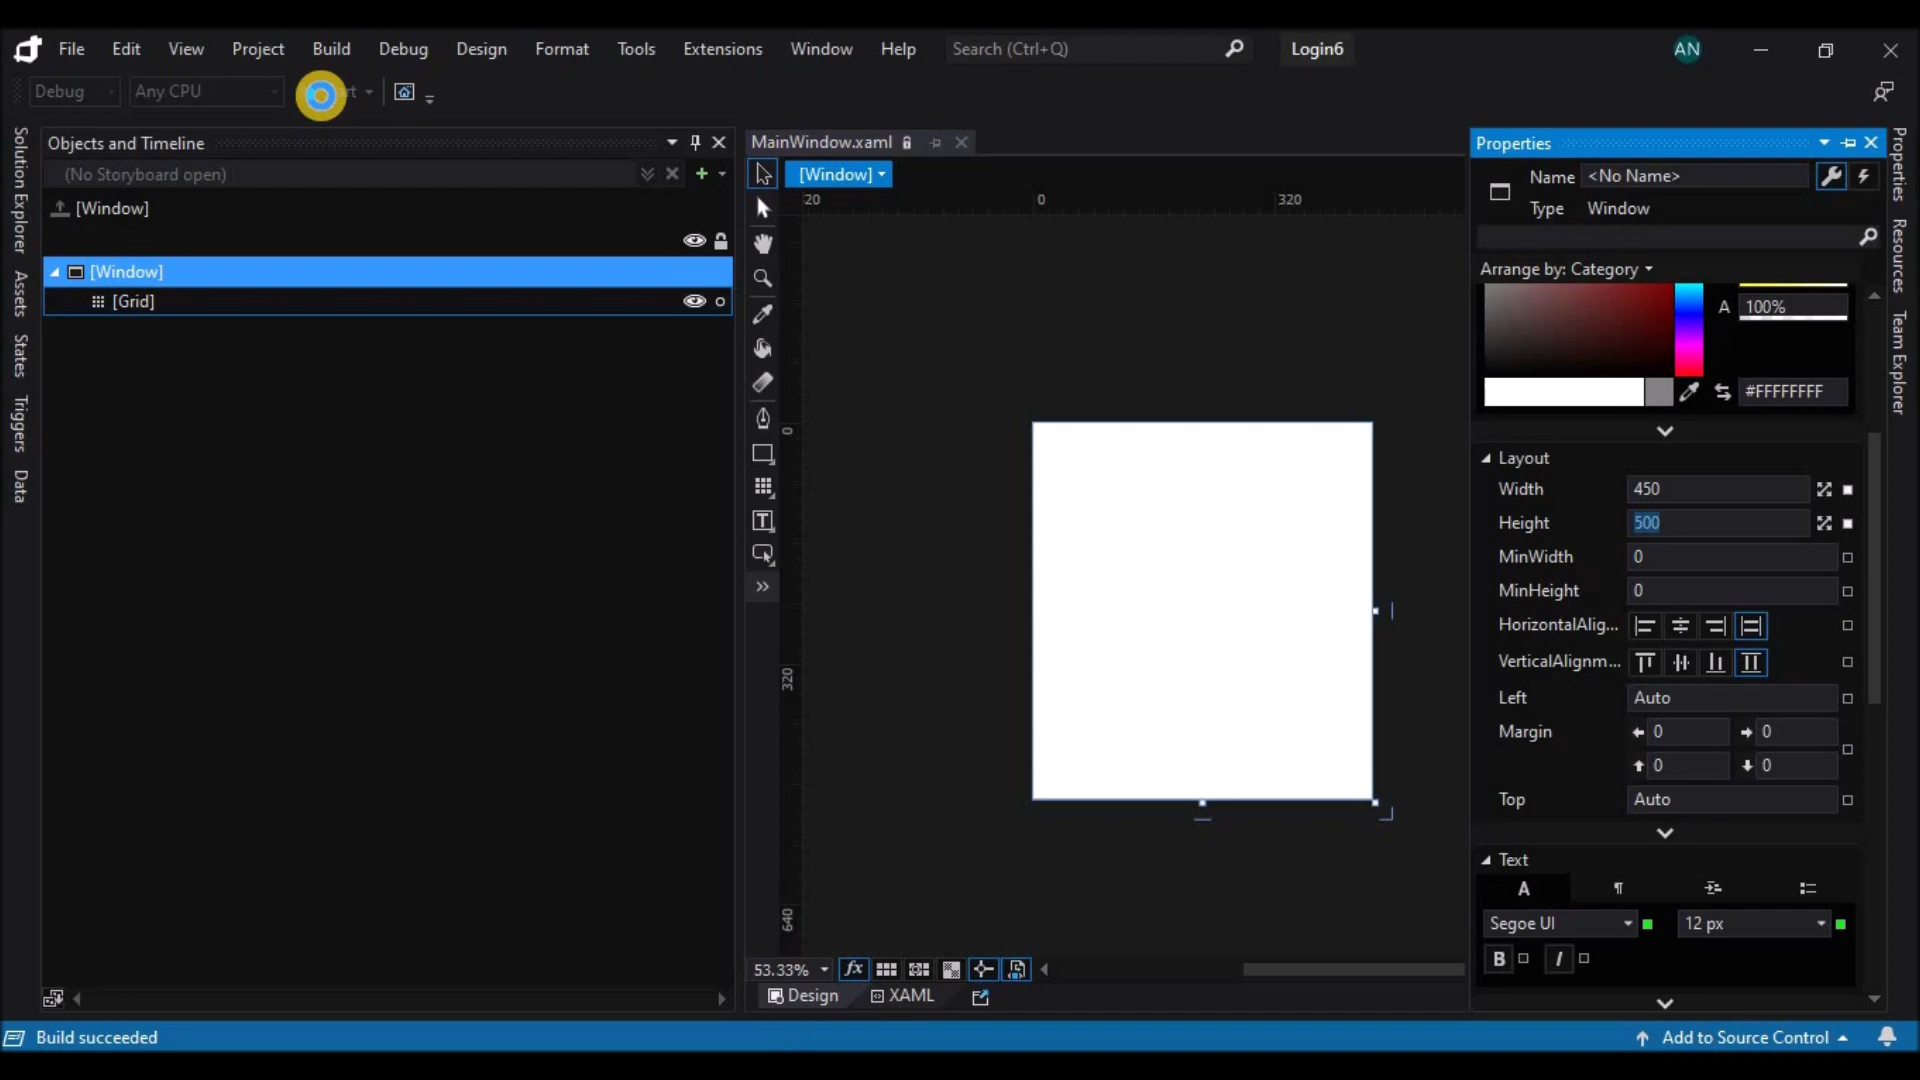 File Edit View Project Build Debug Design Format Tools Extensions Window Help Search (Ctrl+Q) Login6 AN
Debug Any CPU
Objects and Timeline
(No Storyboard open)
[Window]
[Window]
[Grid]
Solution Explorer
Assets
States
Triggers
Data
MainWindow.xaml
[Window]
20 0 320
0
320
640
53.33% fx
Design XAML
Properties
Name <No Name>
Type Window
Arrange by: Category
A 100%
#FFFFFFFF
Layout
Width 450
Height 500
MinWidth 0
MinHeight 0
HorizontalAlig...
VerticalAlignm...
Left Auto
Margin 0 0
0 0
Top Auto
Text
A ¶
Segoe UI 12 px
B I
Properties
Resources
Team Explorer
Build succeeded Add to Source Control